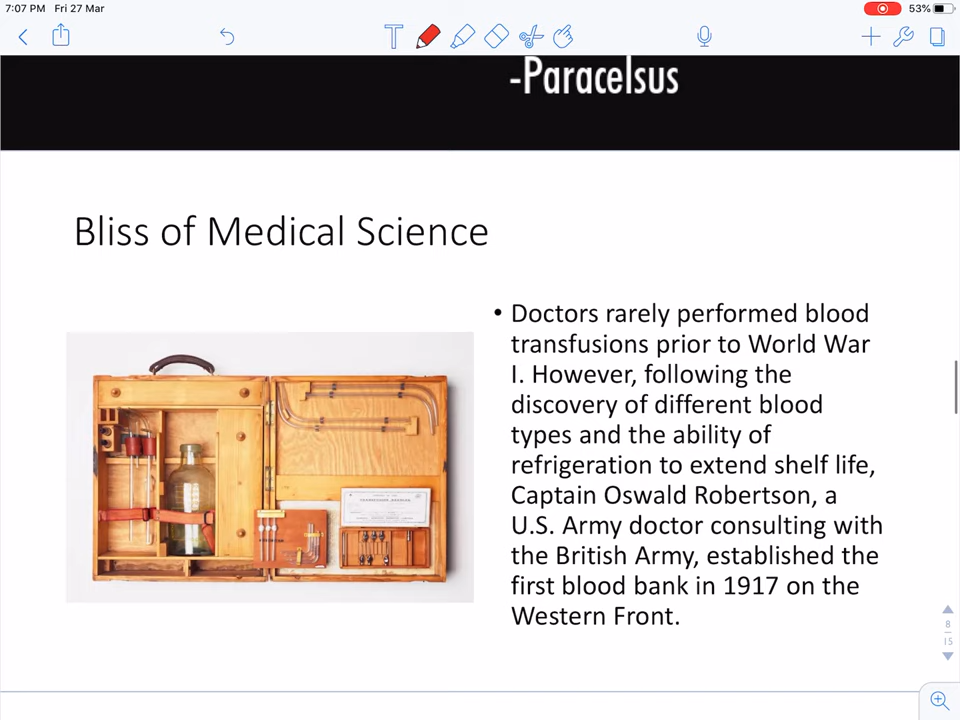 7:07 PM Fri 27 Mar
53%
-Paracelsus
Bliss of Medical Science
• Doctors rarely performed blood
transfusions prior to World War
I. However, following the
discovery of different blood
types and the ability of
refrigeration to extend shelf life,
Captain Oswald Robertson, a
U.S. Army doctor consulting with
the British Army, established the
first blood bank in 1917 on the
Western Front.
8
15